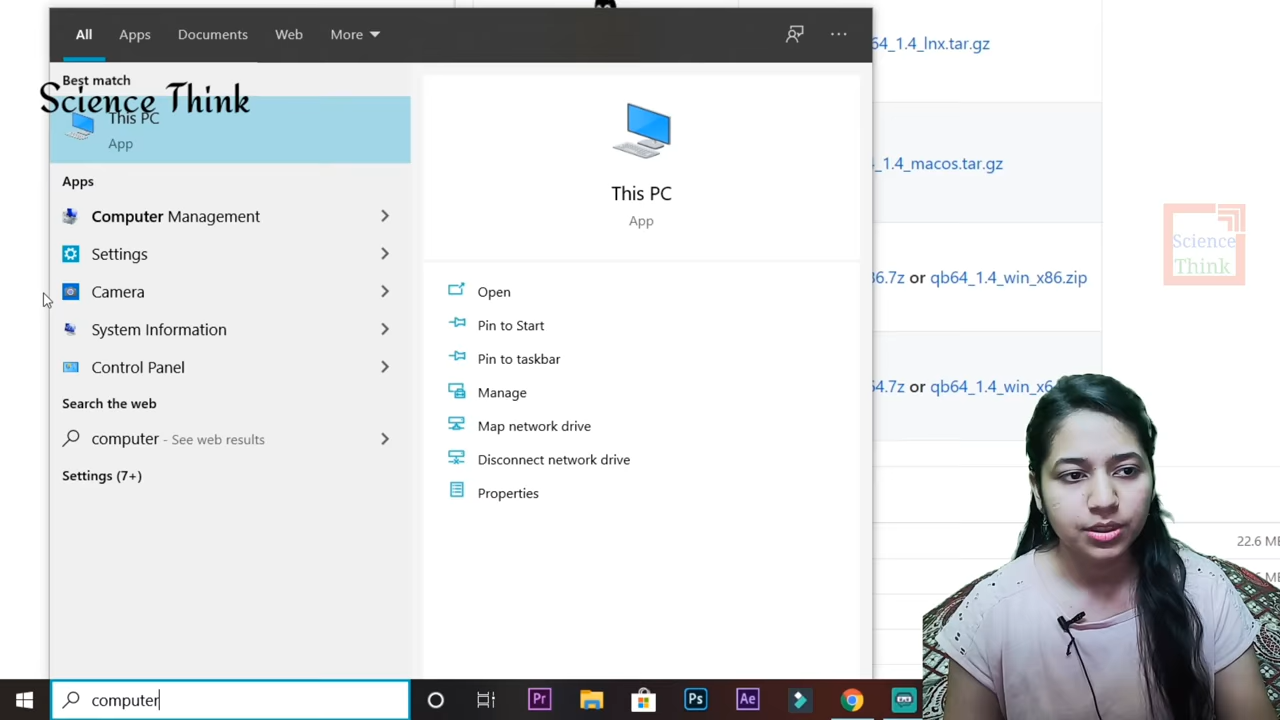 All Apps Documents Web More
Best match
Science Think
This PC
App
Apps
Computer Management
Settings
Camera
System Information
Control Panel
Search the web
computer - See web results
Settings (7+)
This PC
App
Open
Pin to Start
Pin to taskbar
Manage
Map network drive
Disconnect network drive
Properties
64_1.4_lnx.tar.gz
_1.4_macos.tar.gz
86.7z or qb64_1.4_win_x86.zip
64.7z or qb64_1.4_win_x6
Science
Think
22.6 MB
computer
Pr
Ps
Ae